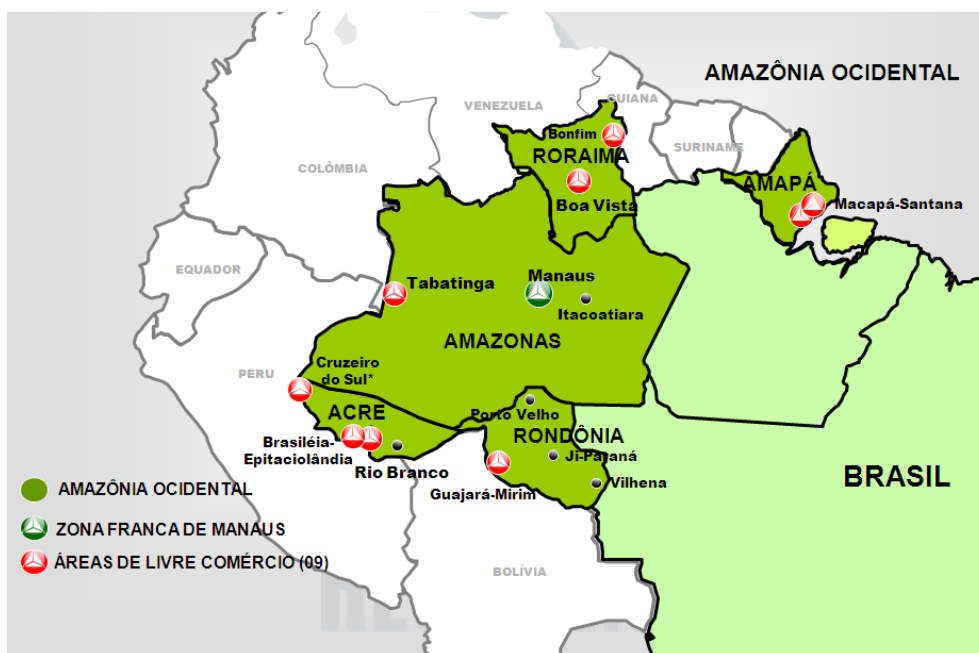 AMAZÔNIA OCIDENTAL
VENEZUELA
GUIANA
SURINAME
COLÔMBIA
Bonfim
RORAIMA
Boa Vista
AMAPÁ
Macapá-Santana
EQUADOR
Tabatinga
Manaus
Itacoatiara
AMAZONAS
PERU
Cruzeiro
do Sul*
ACRE
Brasiléia-
Epitaciolândia
Rio Branco
Porto Velho
RONDÔNIA
Ji-Paraná
Vilhena
Guajará-Mirim
BRASIL
BOLÍVIA
AMAZÔNIA OCIDENTAL
ZONA FRANCA DE MANAUS
ÁREAS DE LIVRE COMÉRCIO (09)